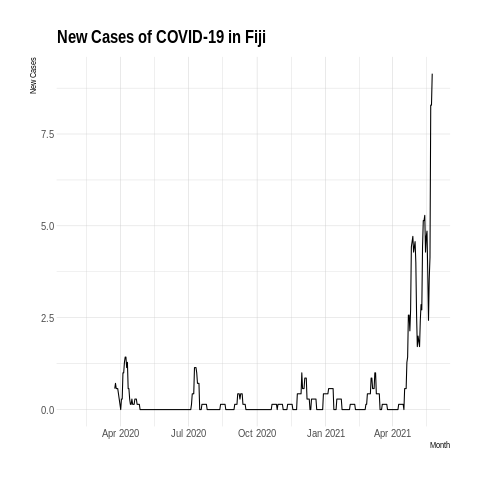 New Cases of COVID-19 in Fiji
New Cases
7.5
5.0
2.5
0.0
Apr 2020 Jul 2020 Oct 2020 Jan 2021 Apr 2021
Month